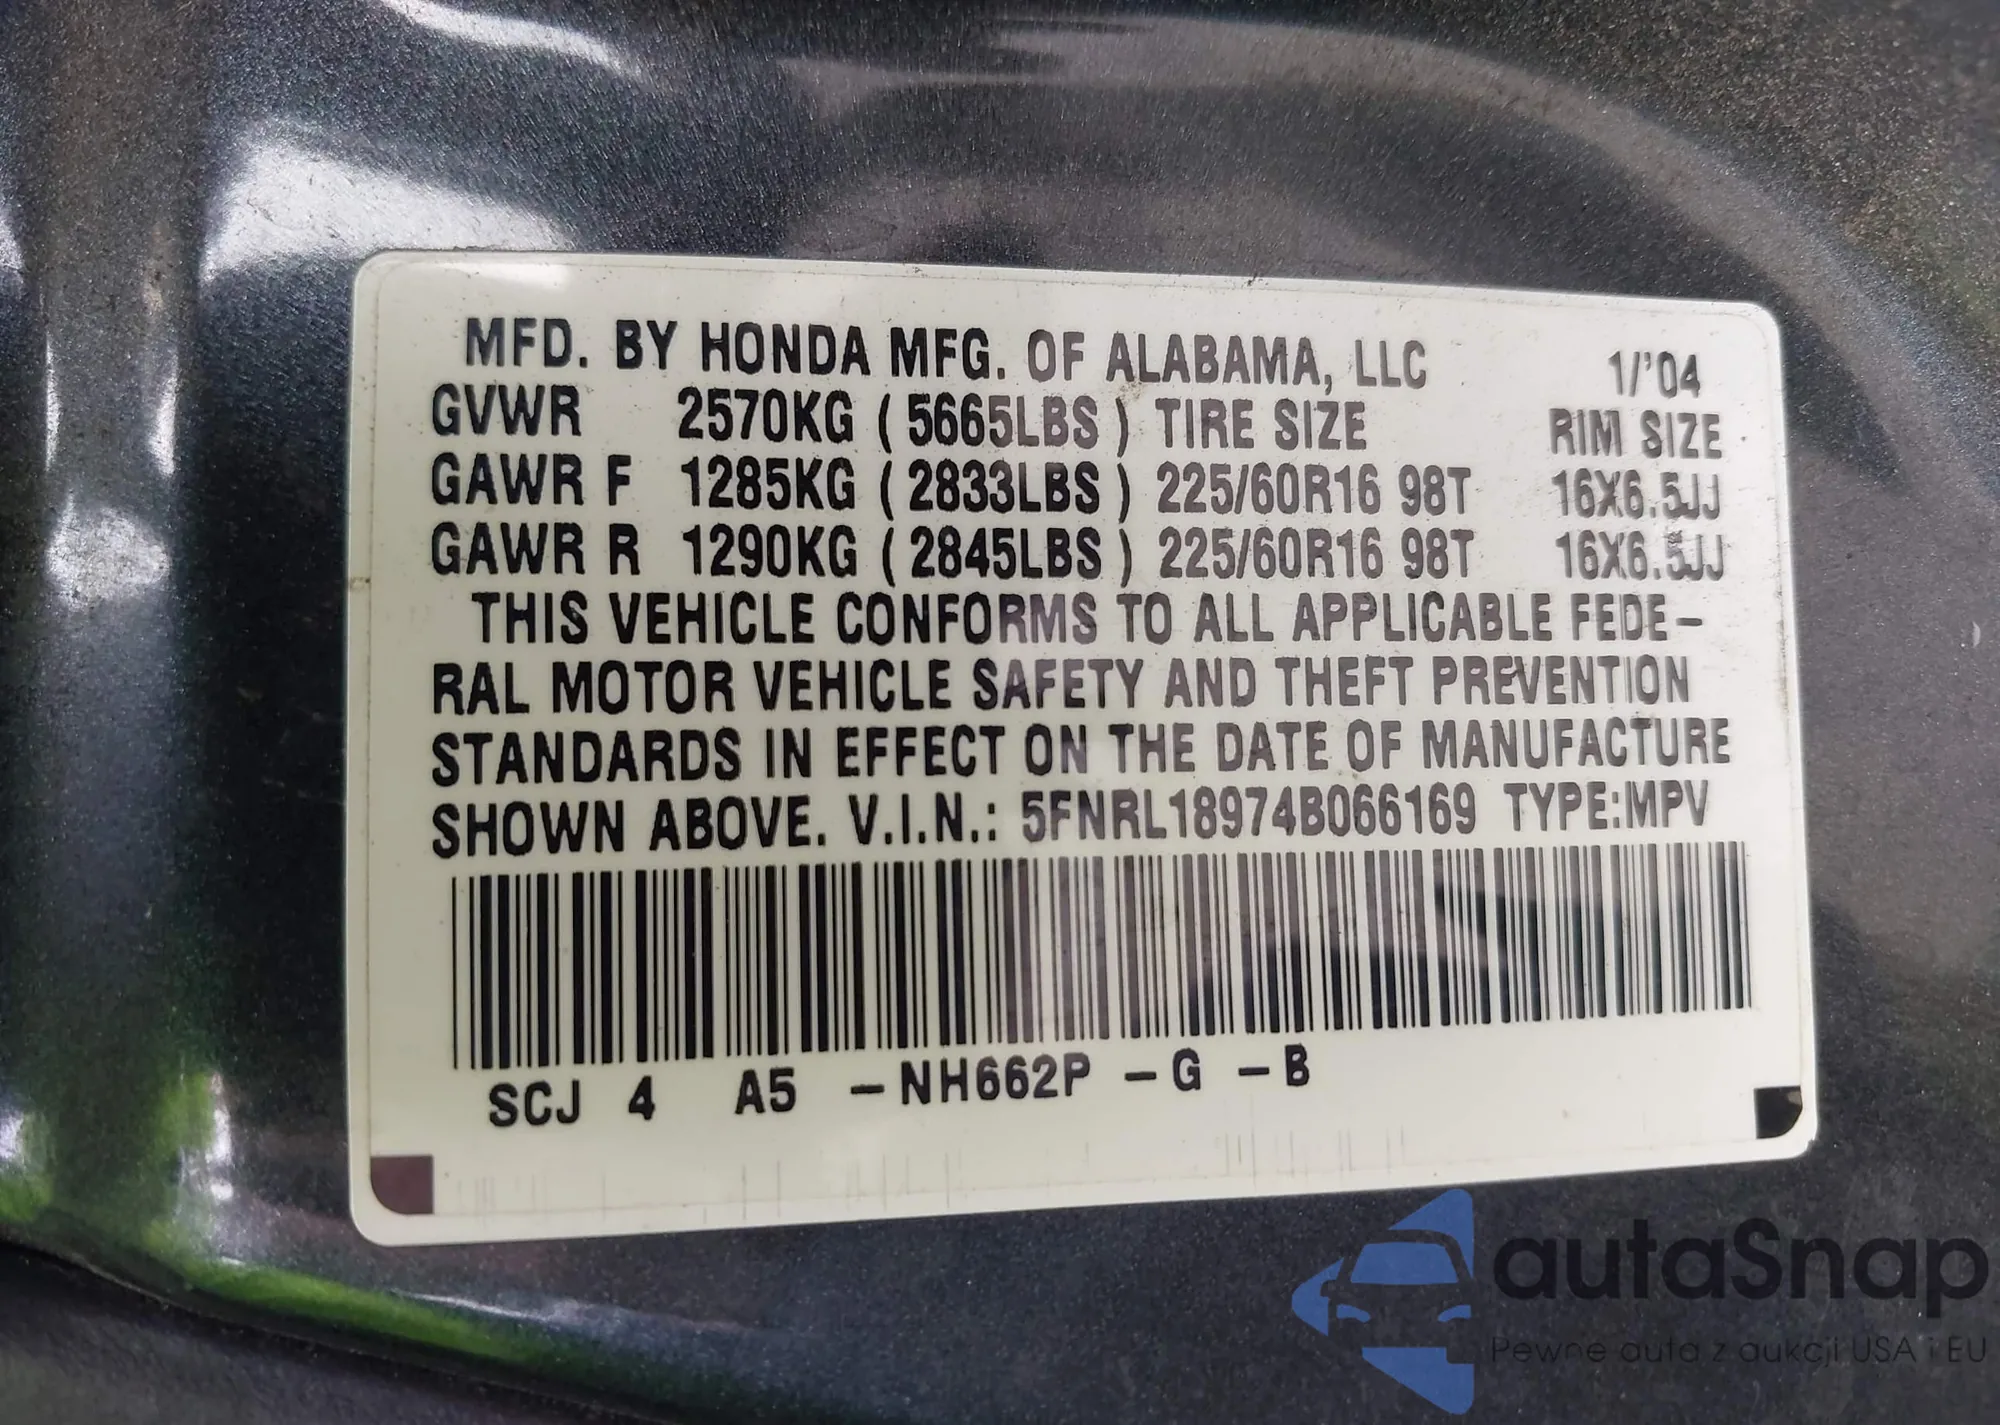 MFD. BY HONDA MFG. OF ALABAMA, LLC 1/'04
GVWR 2570KG ( 5665LBS ) TIRE SIZE RIM SIZE
GAWR F 1285KG ( 2833LBS ) 225/60R16 98T 16X6.5JJ
GAWR R 1290KG ( 2845LBS ) 225/60R16 98T 16X6.5JJ
THIS VEHICLE CONFORMS TO ALL APPLICABLE FEDE-
RAL MOTOR VEHICLE SAFETY AND THEFT PREVENTION
STANDARDS IN EFFECT ON THE DATE OF MANUFACTURE
SHOWN ABOVE. V.I.N.: 5FNRL18974B066169 TYPE:MPV
SCJ 4 A5 -NH662P -G -B
autaSnap
Pewne auta z aukcji USA i EU